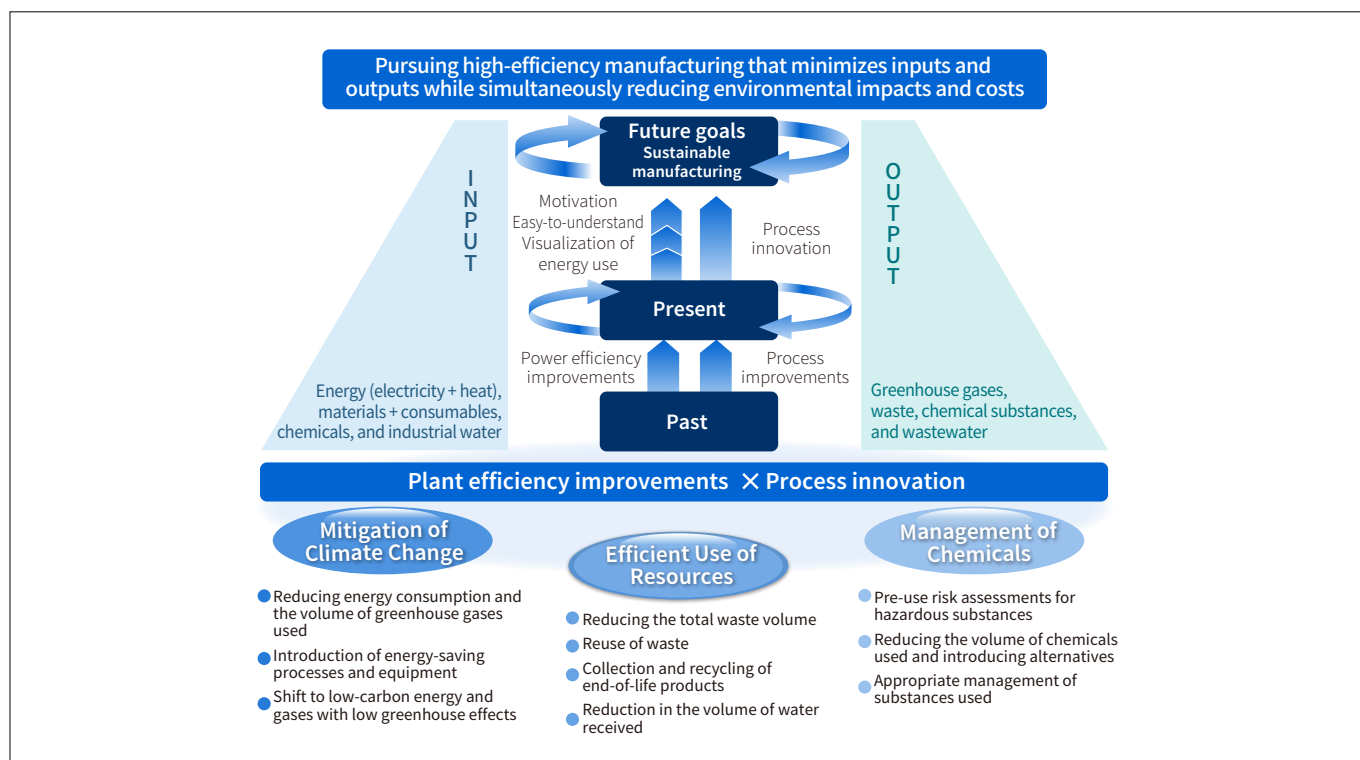 Pursuing high-efficiency manufacturing that minimizes inputs and
outputs while simultaneously reducing environmental impacts and costs
Future goals
Sustainable
manufacturing
INPUT
OUTPUT
Motivation
Easy-to-understand
Visualization of
energy use
Process
innovation
Present
Power efficiency
improvements
Process
improvements
Energy (electricity + heat),
materials + consumables,
chemicals, and industrial water
Past
Greenhouse gases,
waste, chemical substances,
and wastewater
Plant efficiency improvements × Process innovation
Mitigation of
Climate Change
Reducing energy consumption and
the volume of greenhouse gases
used
Introduction of energy-saving
processes and equipment
Shift to low-carbon energy and
gases with low greenhouse effects
Efficient Use of
Resources
Reducing the total waste volume
Reuse of waste
Collection and recycling of
end-of-life products
Reduction in the volume of water
received
Management of
Chemicals
Pre-use risk assessments for
hazardous substances
Reducing the volume of chemicals
used and introducing alternatives
Appropriate management of
substances used